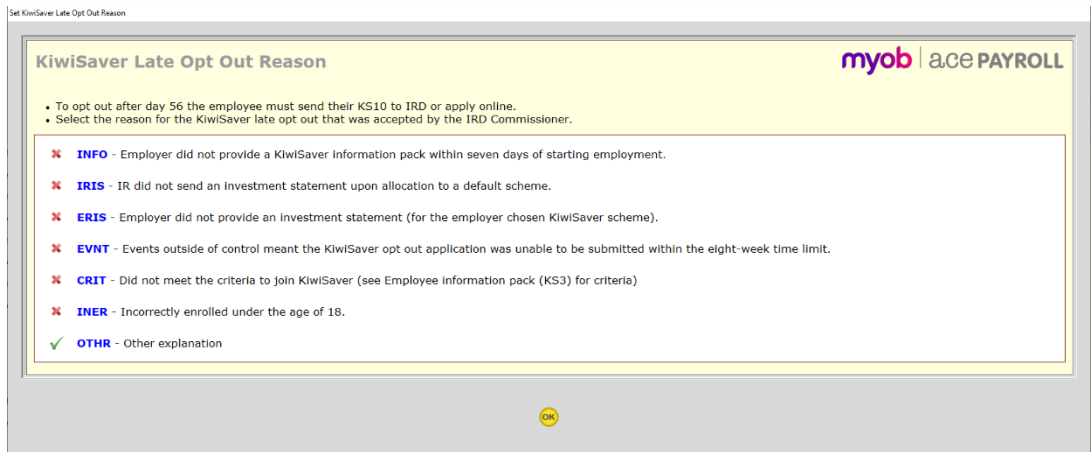 Set KiwiSaver Late Opt Out Reason
KiwiSaver Late Opt Out Reason
myob | ace PAYROLL
• To opt out after day 56 the employee must send their KS10 to IRD or apply online.
• Select the reason for the KiwiSaver late opt out that was accepted by the IRD Commissioner.
INFO - Employer did not provide a KiwiSaver information pack within seven days of starting employment.
IRIS - IR did not send an investment statement upon allocation to a default scheme.
ERIS - Employer did not provide an investment statement (for the employer chosen KiwiSaver scheme).
EVNT - Events outside of control meant the KiwiSaver opt out application was unable to be submitted within the eight-week time limit.
CRIT - Did not meet the criteria to join KiwiSaver (see Employee information pack (KS3) for criteria)
INER - Incorrectly enrolled under the age of 18.
OTHR - Other explanation
OK